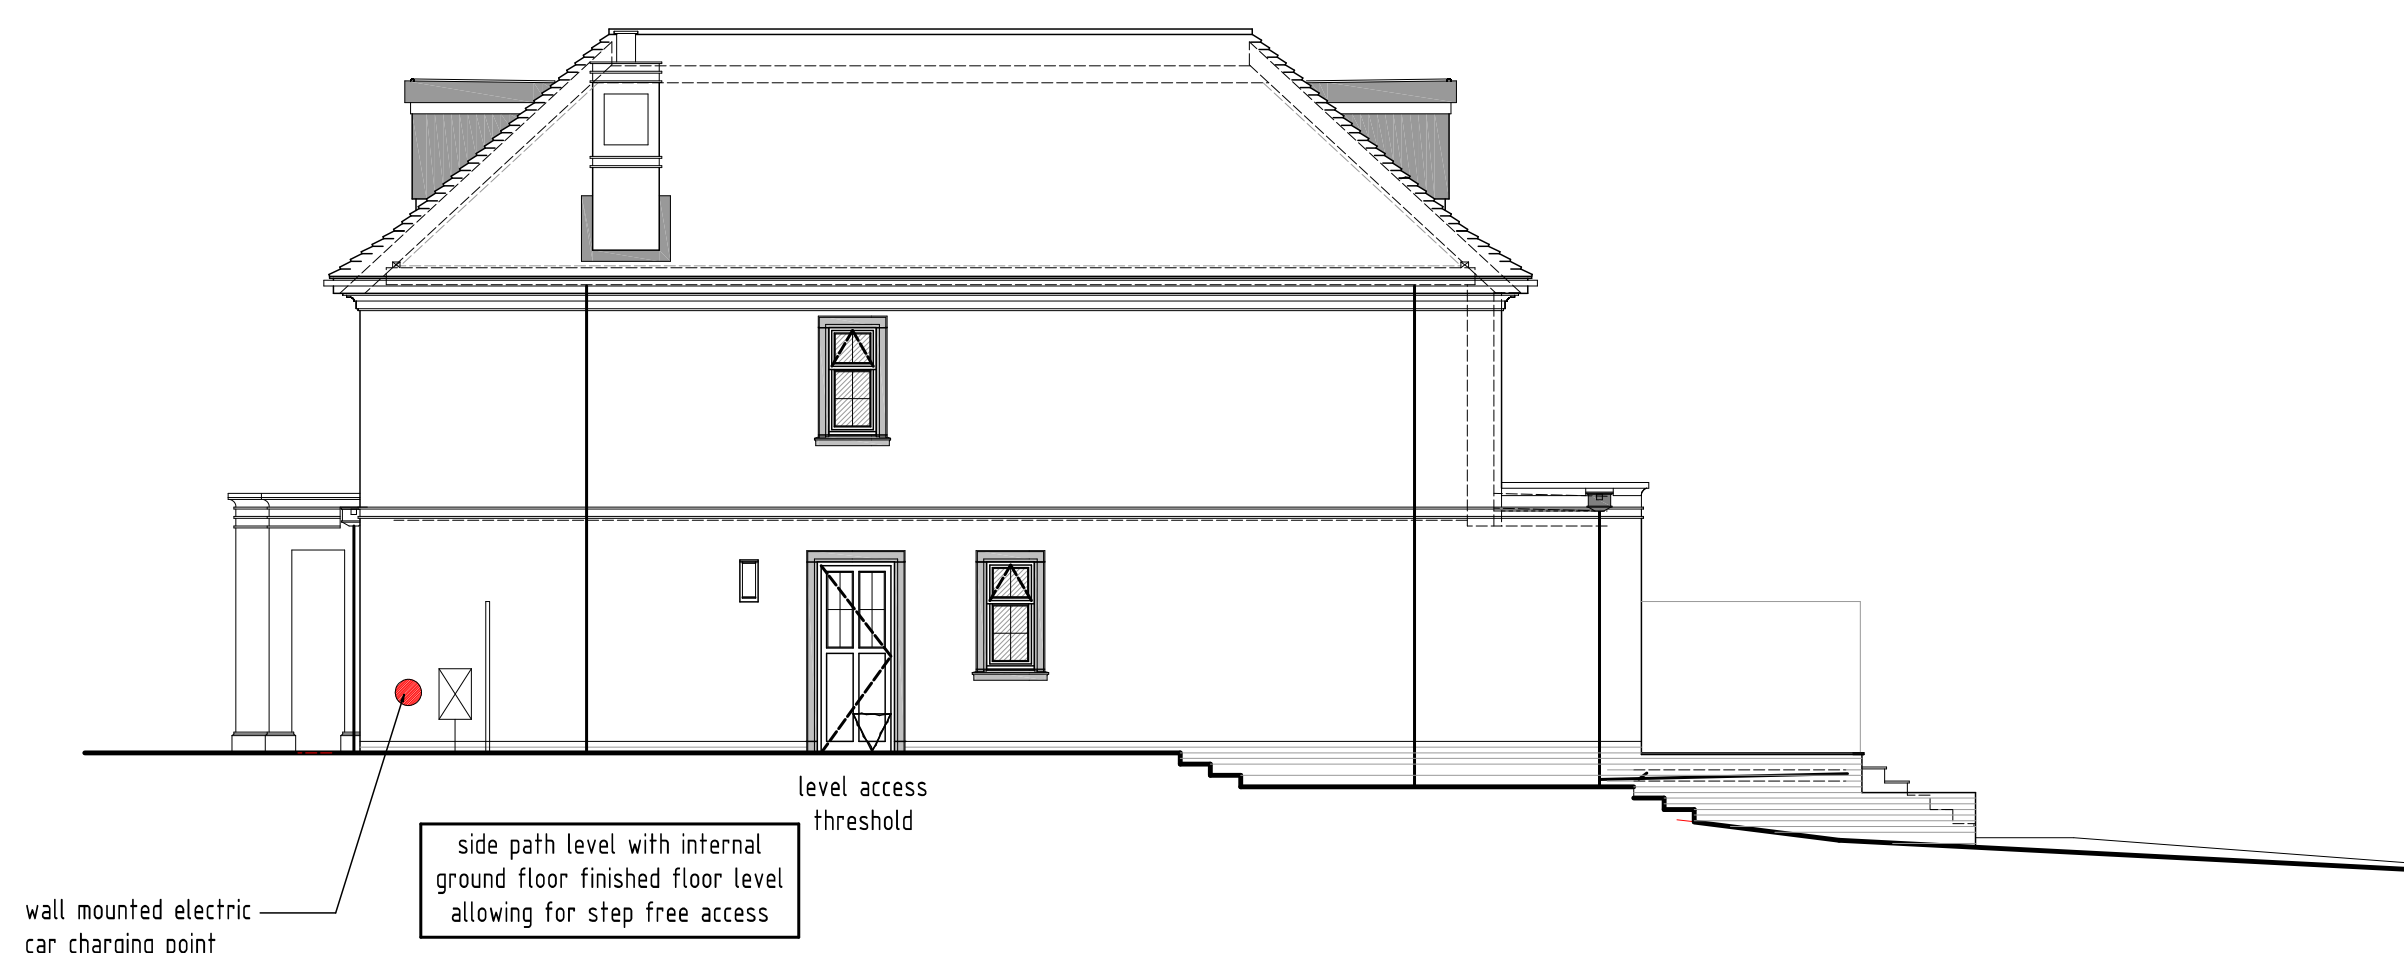 level access
threshold
side path level with internal
ground floor finished floor level
allowing for step free access
wall mounted electric
car charging point